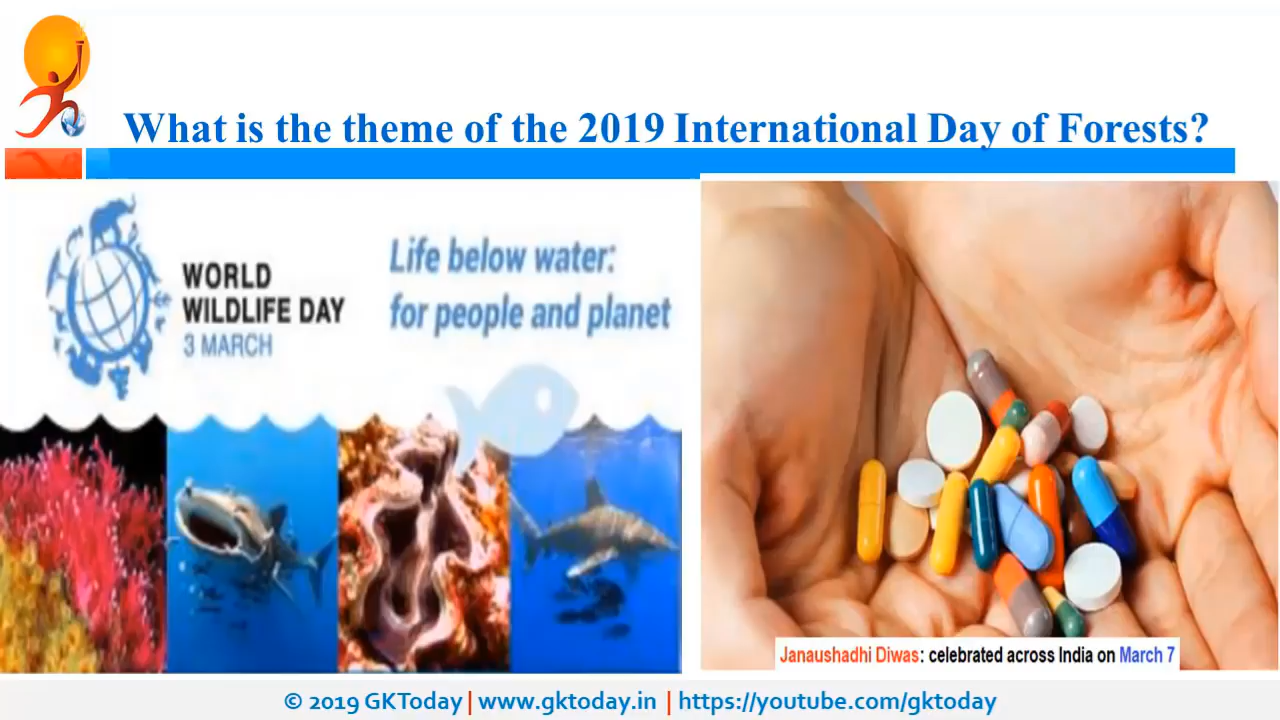 What is the theme of the 2019 International Day of Forests?
WORLD
WILDLIFE DAY
3 MARCH
Life below water:
for people and planet
Janaushadhi Diwas: celebrated across India on March 7
© 2019 GKToday | www.gktoday.in | https://youtube.com/gktoday